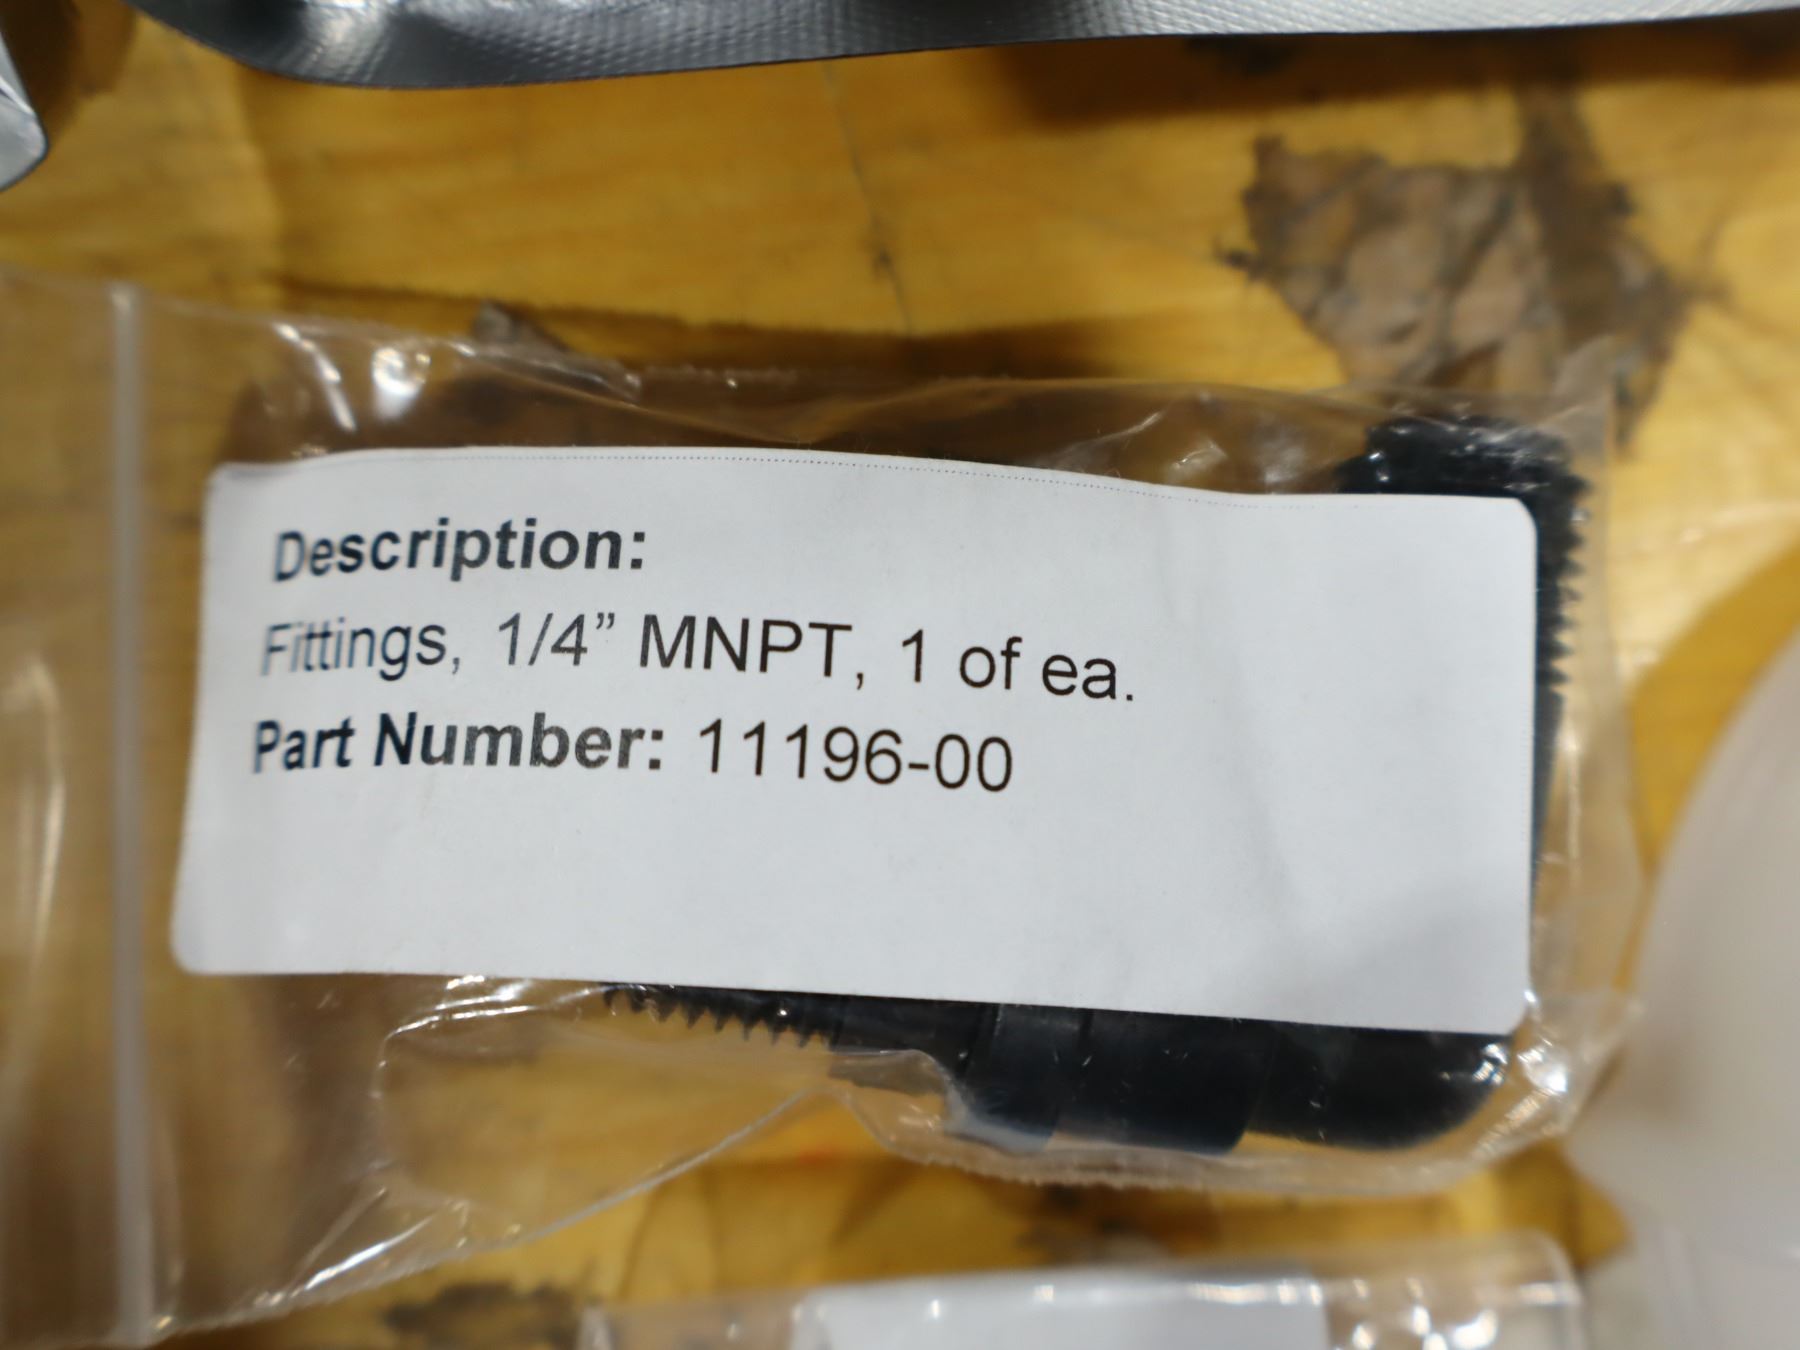 Description:
Fittings, 1/4” MNPT, 1 of ea.
Part Number: 11196-00